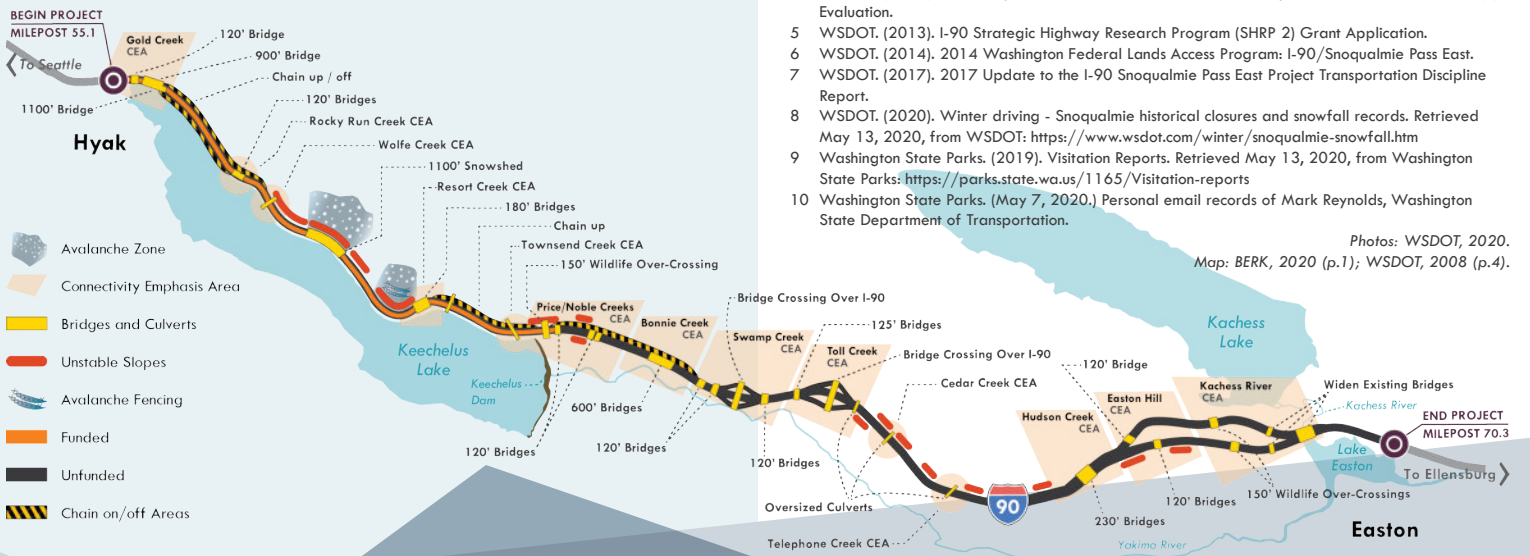 BEGIN PROJECT
MILEPOST 55.1
To Seattle
Gold Creek
CEA
120' Bridge
900' Bridge
Chain up / off
1100' Bridge
Hyak
120' Bridges
Rocky Run Creek CEA
Wolfe Creek CEA
1100' Snowshed
Resort Creek CEA
180' Bridges
Chain up
Townsend Creek CEA
150' Wildlife Over-Crossing
Avalanche Zone
Connectivity Emphasis Area
Bridges and Culverts
Unstable Slopes
Avalanche Fencing
Funded
Unfunded
Chain on/off Areas
Keechelus
Lake
Keechelus
Dam
Price/Noble Creeks
CEA
Bonnie Creek
CEA
600' Bridges
120' Bridges
120' Bridges
Bridge Crossing Over I-90
Swamp Creek
CEA
125' Bridges
Toll Creek
CEA
Bridge Crossing Over I-90
Cedar Creek CEA
120' Bridges
Oversized Culverts
Telephone Creek CEA
90
Hudson Creek
CEA
120' Bridge
Easton Hill
CEA
Kachess River
CEA
Kachess
Lake
Widen Existing Bridges
Kachess River
END PROJECT
MILEPOST 70.3
Lake
Easton
To Ellensburg
150' Wildlife Over-Crossings
120' Bridges
230' Bridges
Yakima River
Easton
Evaluation.
5 WSDOT. (2013). I-90 Strategic Highway Research Program (SHRP 2) Grant Application.
6 WSDOT. (2014). 2014 Washington Federal Lands Access Program: I-90/Snoqualmie Pass East.
7 WSDOT. (2017). 2017 Update to the I-90 Snoqualmie Pass East Project Transportation Discipline
Report.
8 WSDOT. (2020). Winter driving - Snoqualmie historical closures and snowfall records. Retrieved
May 13, 2020, from WSDOT: https://www.wsdot.com/winter/snoqualmie-snowfall.htm
9 Washington State Parks. (2019). Visitation Reports. Retrieved May 13, 2020, from Washington
State Parks: https://parks.state.wa.us/1165/Visitation-reports
10 Washington State Parks. (May 7, 2020.) Personal email records of Mark Reynolds, Washington
State Department of Transportation.
Photos: WSDOT, 2020.
Map: BERK, 2020 (p.1); WSDOT, 2008 (p.4).